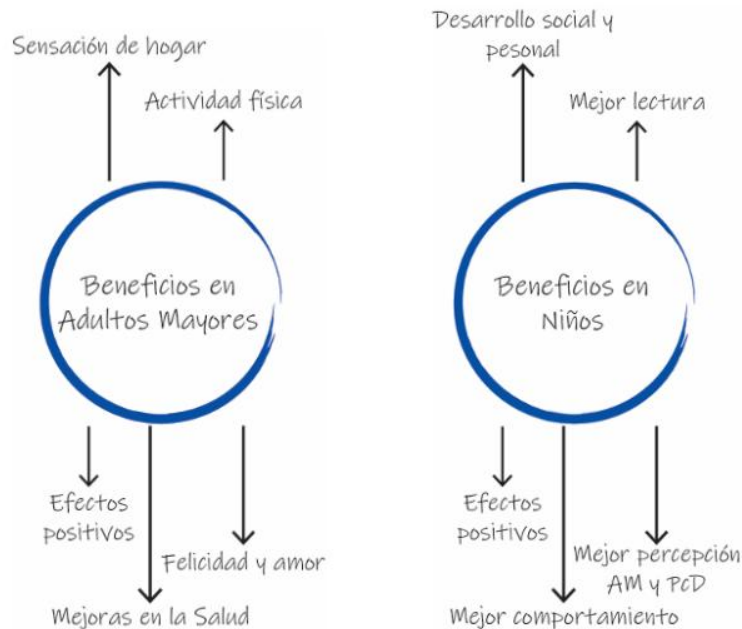 Sensación de hogar
Actividad física
Beneficios en
Adultos Mayores
Efectos
positivos
Felicidad y amor
Mejoras en la Salud
Desarrollo social y
pesonal
Mejor lectura
Beneficios en
Niños
Efectos
positivos
Mejor percepción
AM y PcD
Mejor comportamiento